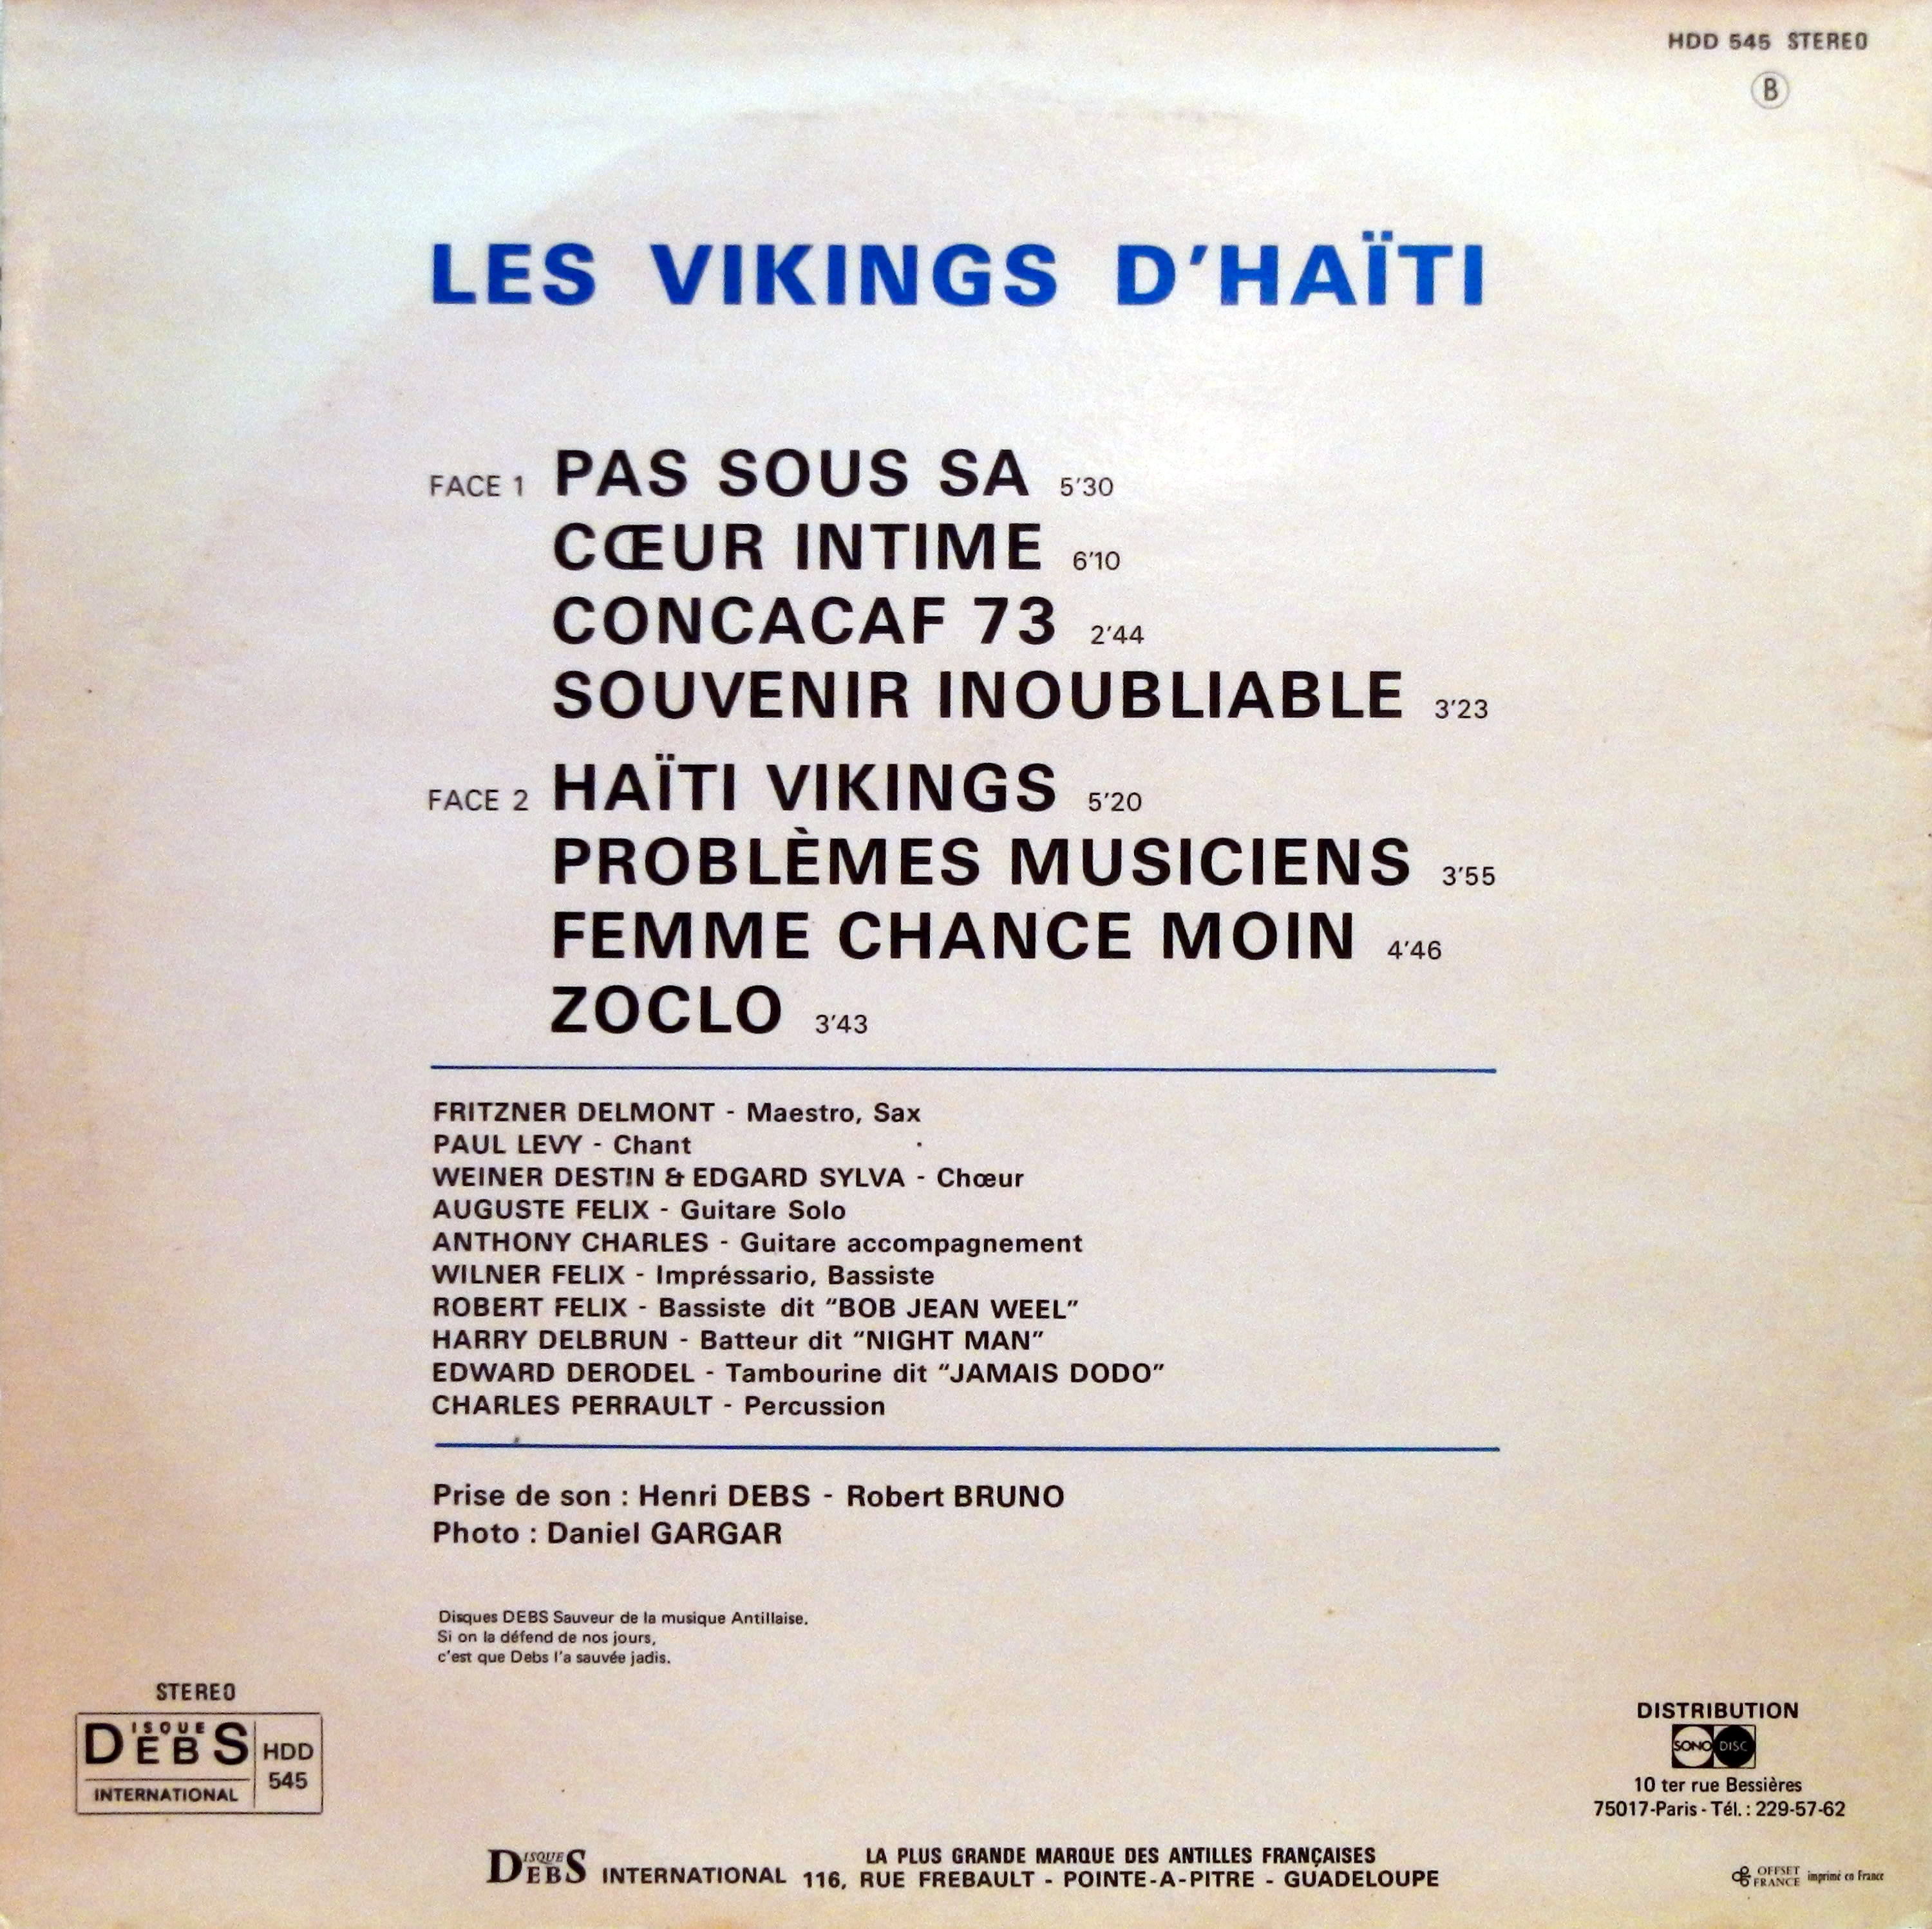 HDD 545 STEREO
B
LES VIKINGS D'HAÏTI
FACE 1 PAS SOUS SA 5'30
CŒUR INTIME 6'10
CONCACAF 73 2'44
SOUVENIR INOUBLIABLE 3'23
FACE 2 HAÏTI VIKINGS 5'20
PROBLÈMES MUSICIENS 3'55
FEMME CHANCE MOIN 4'46
ZOCLO 3'43
FRITZNER DELMONT - Maestro, Sax
PAUL LEVY - Chant
WEINER DESTIN & EDGARD SYLVA - Chœur
AUGUSTE FELIX - Guitare Solo
ANTHONY CHARLES - Guitare accompagnement
WILNER FELIX - Impréssario, Bassiste
ROBERT FELIX - Bassiste dit "BOB JEAN WEEL"
HARRY DELBRUN - Batteur dit "NIGHT MAN"
EDWARD DERODEL - Tambourine dit "JAMAIS DODO"
CHARLES PERRAULT - Percussion
Prise de son : Henri DEBS - Robert BRUNO
Photo : Daniel GARGAR
Disques DEBS Sauveur de la musique Antillaise.
Si on la défend de nos jours,
c'est que Debs l'a sauvée jadis.
STEREO
DISQUE DEBS
INTERNATIONAL
HDD
545
DISTRIBUTION
SONO DISC
10 ter rue Bessières
75017-Paris - Tél. : 229-57-62
DISQUE DEBS INTERNATIONAL
LA PLUS GRANDE MARQUE DES ANTILLES FRANÇAISES
116, RUE FREBAULT - POINTE-A-PITRE - GUADELOUPE
OFFSET FRANCE imprimé en France